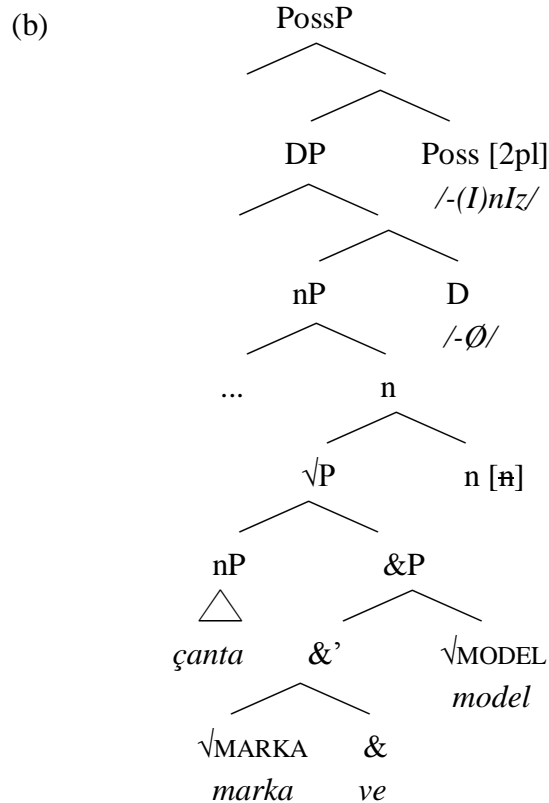 (b) PossP
DP Poss [2pl]
/-(I)nIz/
nP D
/-Ø/
... n
√P n [n̶]
nP &P
çanta &’ √MODEL
model
√MARKA &
marka ve